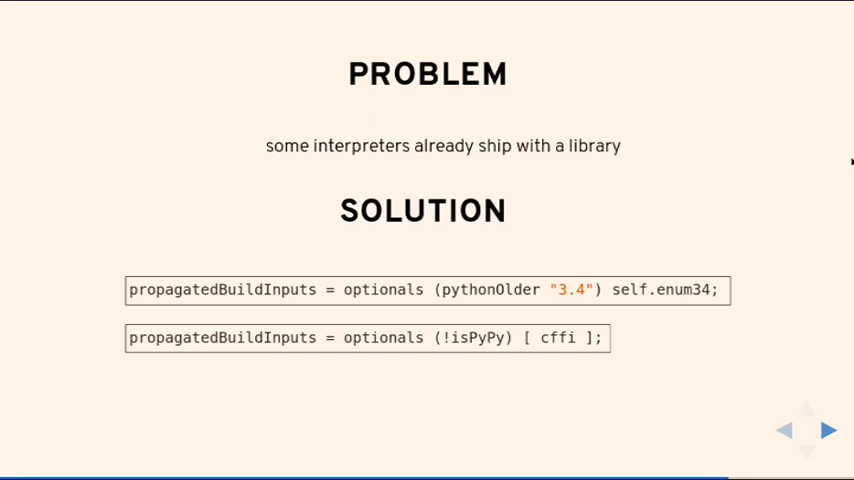 PROBLEM
some interpreters already ship with a library
SOLUTION
propagatedBuildInputs = optionals (pythonOlder "3.4") self.enum34;
propagatedBuildInputs = optionals (!isPyPy) [ cffi ];